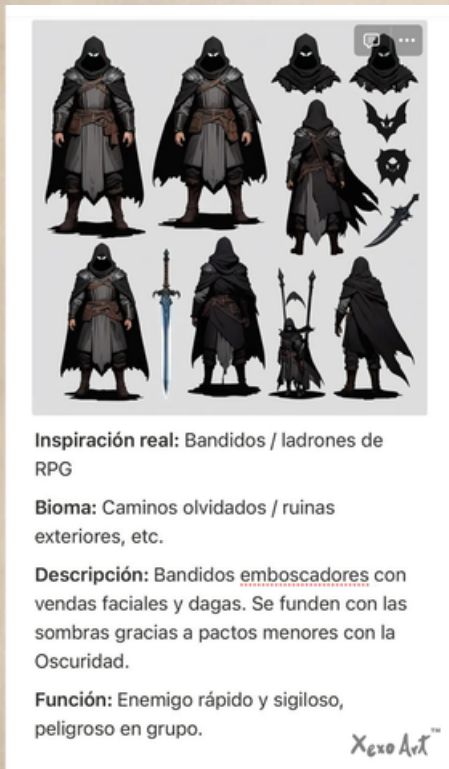 Inspiración real: Bandidos / ladrones de
RPG
Bioma: Caminos olvidados / ruinas
exteriores, etc.
Descripción: Bandidos emboscadores con
vendas faciales y dagas. Se funden con las
sombras gracias a pactos menores con la
Oscuridad.
Función: Enemigo rápido y sigiloso,
peligroso en grupo.
Xexo Art™